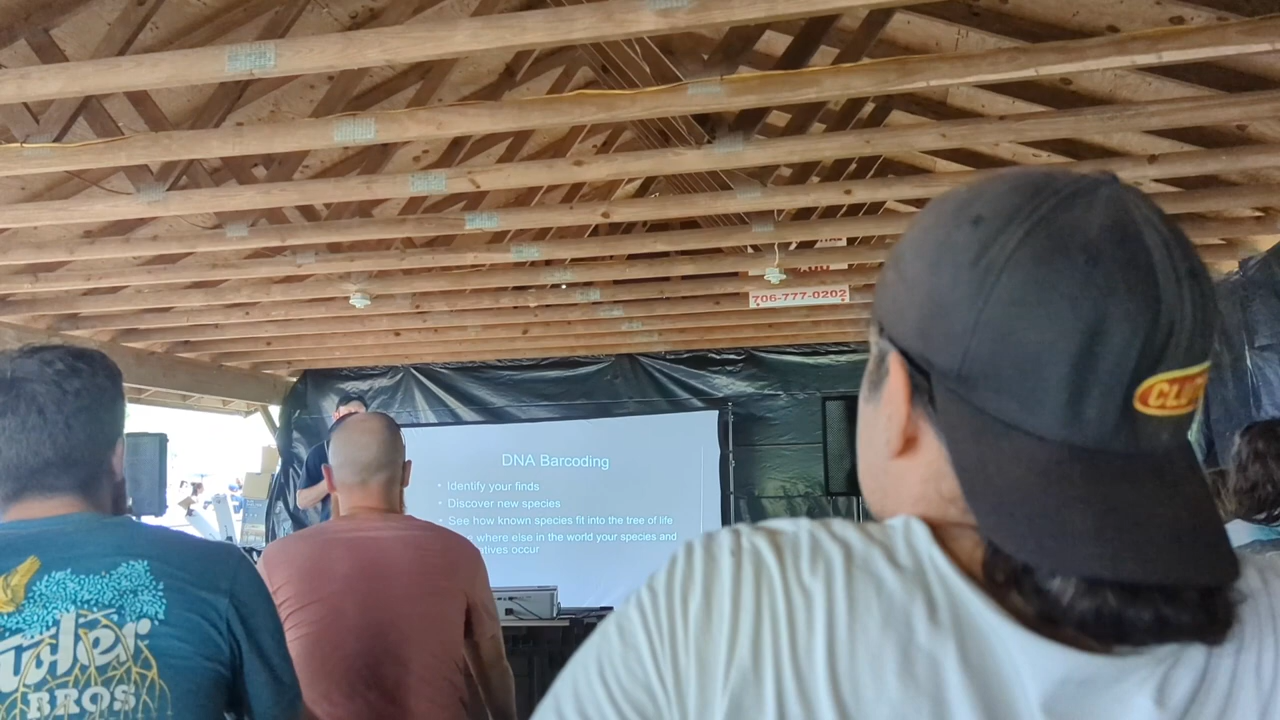 706-777-0202
DNA Barcoding
• Identify your finds
• Discover new species
• See how known species fit into the tree of life
where else in the world your species and
occur
BROS